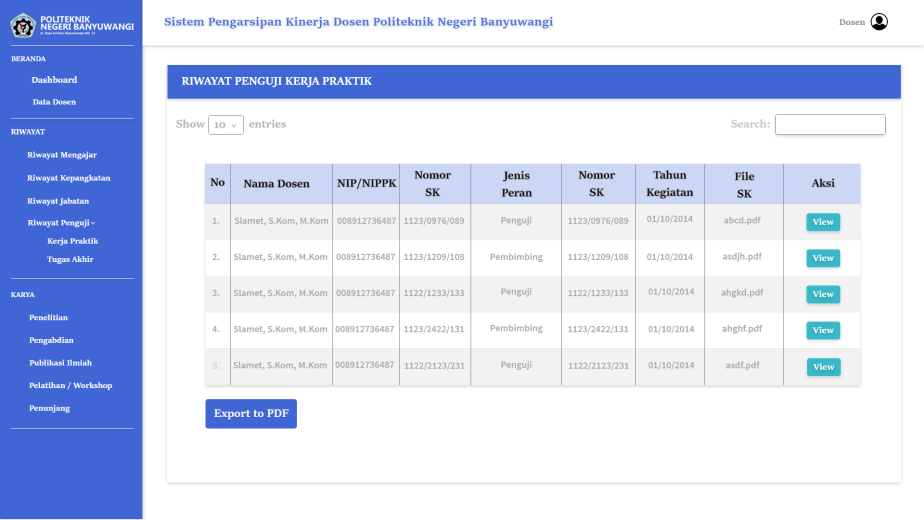 POLITEKNIK
NEGERI BANYUWANGI
Sistem Pengarsipan Kinerja Dosen Politeknik Negeri Banyuwangi
Dosen
BERANDA
Dashboard
Data Dosen
RIWAYAT
Riwayat Mengajar
Riwayat Kepangkatan
Riwayat Jabatan
Riwayat Penguji
Kerja Praktik
Tugas Akhir
KARYA
Penelitian
Pengabdian
Publikasi Ilmiah
Pelatihan / Workshop
Penunjang
RIWAYAT PENGUJI KERJA PRAKTIK
Show 10 entries
Search:
No Nama Dosen NIP/NIPPK Nomor SK Jenis Peran Nomor SK Tahun Kegiatan File SK Aksi
1. Slamet, S.Kom, M.Kom 008912736487 1123/0976/089 Penguji 1123/0976/089 01/10/2014 abcd.pdf View
2. Slamet, S.Kom, M.Kom 008912736487 1123/1209/108 Pembimbing 1123/1209/108 01/10/2014 asdjh.pdf View
3. Slamet, S.Kom, M.Kom 008912736487 1122/1233/133 Penguji 1122/1233/133 01/10/2014 ahgkd.pdf View
4. Slamet, S.Kom, M.Kom 008912736487 1123/2422/131 Pembimbing 1123/2422/131 01/10/2014 ahghf.pdf View
5. Slamet, S.Kom, M.Kom 008912736487 1122/2123/231 Penguji 1122/2123/231 01/10/2014 asdf.pdf View
Export to PDF